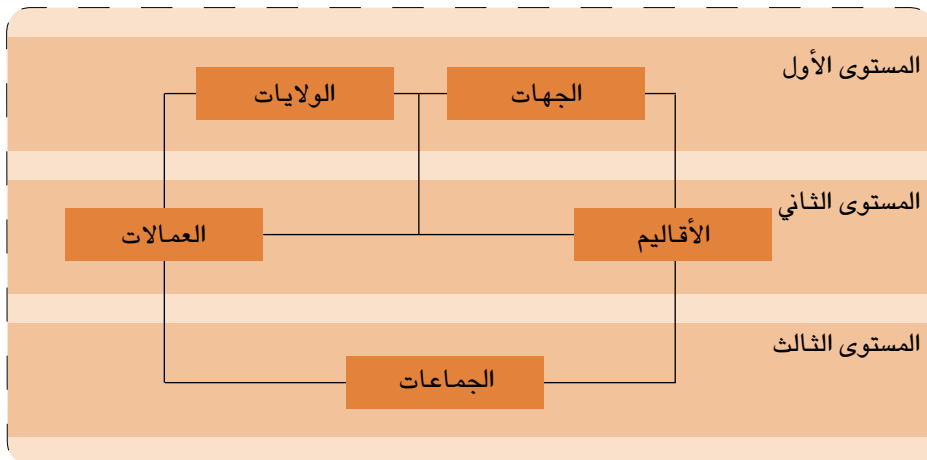 المستوى الأول
الجهات
الولايات
المستوى الثاني
الأقاليم
العمالات
المستوى الثالث
الجماعات